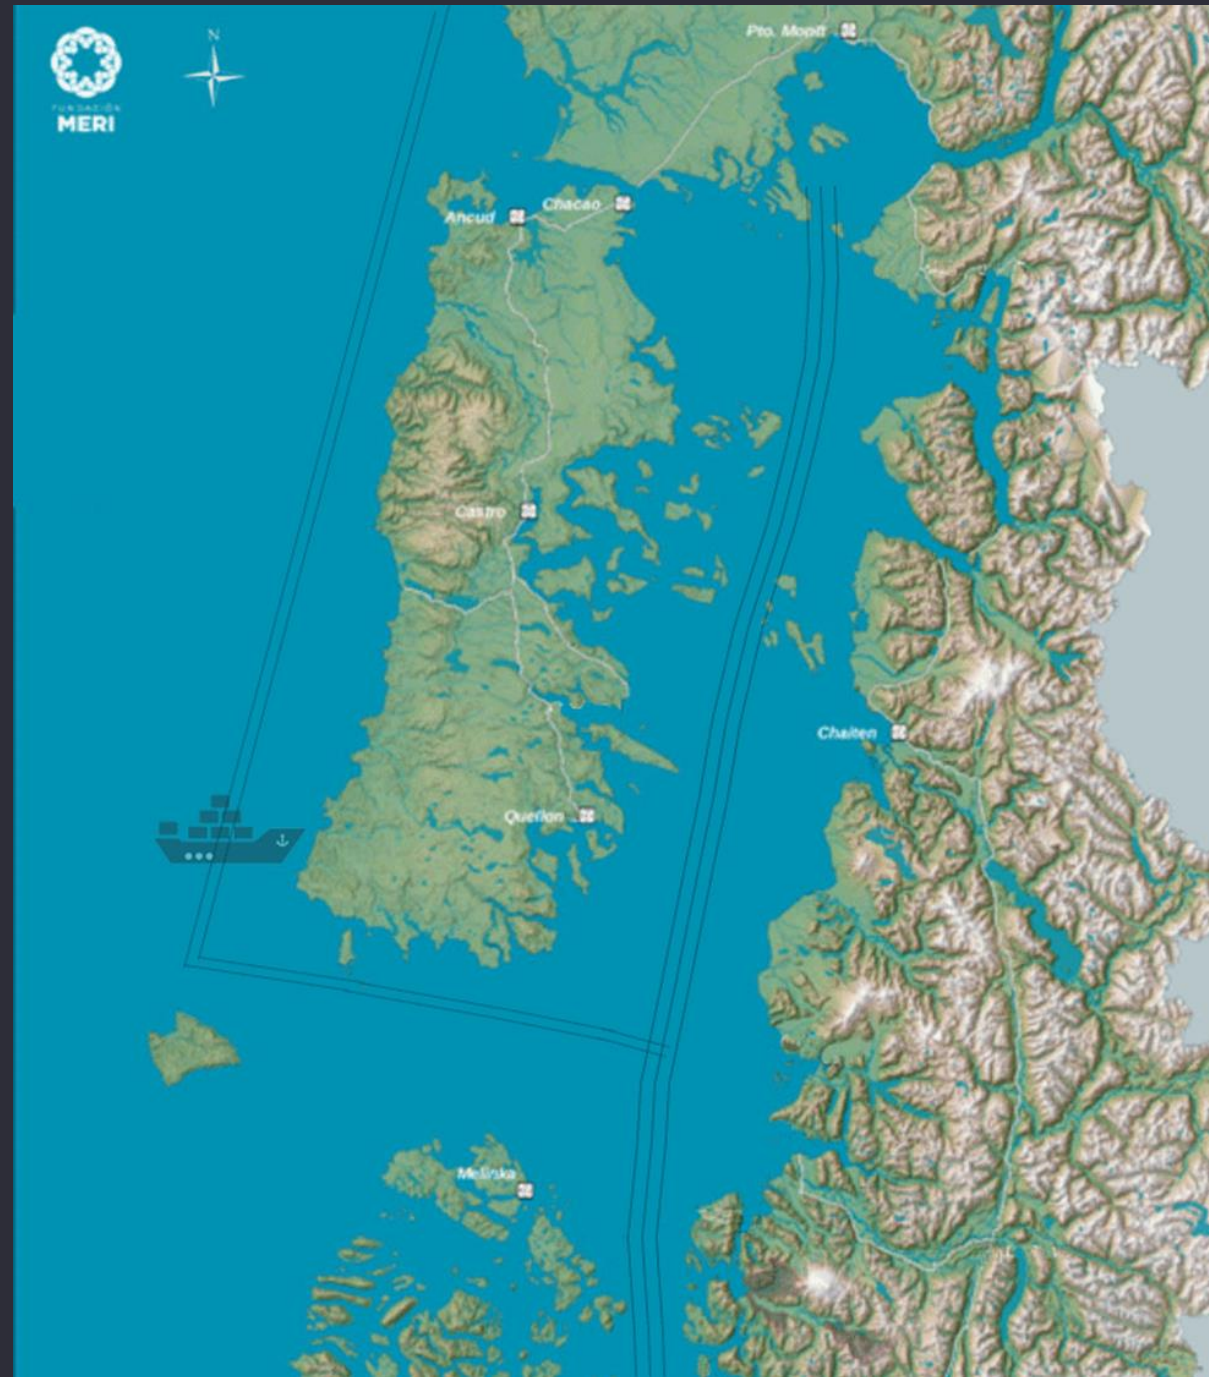 N
FUNDACIÓN
MERI
Pto. Montt
Ancud
Chacao
Castro
Chaiten
Quellon
Melinka